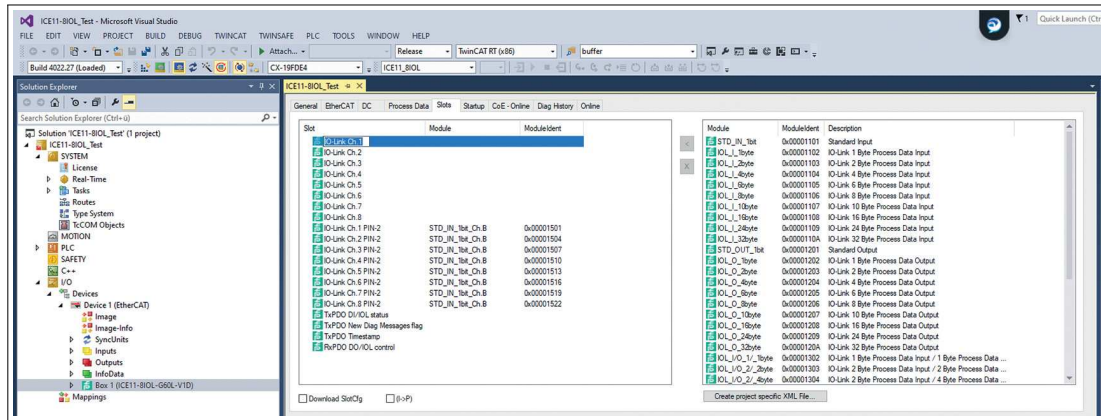 ICE11-8IOL_Test - Microsoft Visual Studio
1
Quick Launch (Ctr
FILE EDIT VIEW PROJECT BUILD DEBUG TWINCAT TWINSAFE PLC TOOLS WINDOW HELP
Attach... Release TwinCAT RT (x86) buffer
Build 4022.27 (Loaded) CX-19FDE4 ICE11_8IOL
Solution Explorer
Search Solution Explorer (Ctrl+ü)
Solution 'ICE11-8IOL_Test' (1 project)
ICE11-8IOL_Test
SYSTEM
License
Real-Time
Tasks
Routes
Type System
TcCOM Objects
MOTION
PLC
SAFETY
C++
I/O
Devices
Device 1 (EtherCAT)
Image
Image-Info
SyncUnits
Inputs
Outputs
InfoData
Box 1 (ICE11-8IOL-G60L-V1D)
Mappings
ICE11-8IOL_Test
General EtherCAT DC Process Data Slots Startup CoE - Online Diag History Online
Slot Module ModuleIdent
IO-Link Ch.1
IO-Link Ch.2
IO-Link Ch.3
IO-Link Ch.4
IO-Link Ch.5
IO-Link Ch.6
IO-Link Ch.7
IO-Link Ch.8
IO-Link Ch.1 PIN-2 STD_IN_1bit_Ch.B 0x00001501
IO-Link Ch.2 PIN-2 STD_IN_1bit_Ch.B 0x00001504
IO-Link Ch.3 PIN-2 STD_IN_1bit_Ch.B 0x00001507
IO-Link Ch.4 PIN-2 STD_IN_1bit_Ch.B 0x00001510
IO-Link Ch.5 PIN-2 STD_IN_1bit_Ch.B 0x00001513
IO-Link Ch.6 PIN-2 STD_IN_1bit_Ch.B 0x00001516
IO-Link Ch.7 PIN-2 STD_IN_1bit_Ch.B 0x00001519
IO-Link Ch.8 PIN-2 STD_IN_1bit_Ch.B 0x00001522
TxPDO DI/IOL status
TxPDO New Diag Messages flag
TxPDO Timestamp
RxPDO DO/IOL control
Download SlotCfg (I->P)
<
X
Module ModuleIdent Description
STD_IN_1bit 0x00001101 Standard Input
IOL_I_1byte 0x00001102 IO-Link 1 Byte Process Data Input
IOL_I_2byte 0x00001103 IO-Link 2 Byte Process Data Input
IOL_I_4byte 0x00001104 IO-Link 4 Byte Process Data Input
IOL_I_6byte 0x00001105 IO-Link 6 Byte Process Data Input
IOL_I_8byte 0x00001106 IO-Link 8 Byte Process Data Input
IOL_I_10byte 0x00001107 IO-Link 10 Byte Process Data Input
IOL_I_16byte 0x00001108 IO-Link 16 Byte Process Data Input
IOL_I_24byte 0x00001109 IO-Link 24 Byte Process Data Input
IOL_I_32byte 0x0000110A IO-Link 32 Byte Process Data Input
STD_OUT_1bit 0x00001201 Standard Output
IOL_O_1byte 0x00001202 IO-Link 1 Byte Process Data Output
IOL_O_2byte 0x00001203 IO-Link 2 Byte Process Data Output
IOL_O_4byte 0x00001204 IO-Link 4 Byte Process Data Output
IOL_O_6byte 0x00001205 IO-Link 6 Byte Process Data Output
IOL_O_8byte 0x00001206 IO-Link 8 Byte Process Data Output
IOL_O_10byte 0x00001207 IO-Link 10 Byte Process Data Output
IOL_O_16byte 0x00001208 IO-Link 16 Byte Process Data Output
IOL_O_24byte 0x00001209 IO-Link 24 Byte Process Data Output
IOL_O_32byte 0x0000120A IO-Link 32 Byte Process Data Output
IOL_I/O_1/_1byte 0x00001302 IO-Link 1 Byte Process Data Input / 1 Byte Process Data ...
IOL_I/O_2/_2byte 0x00001303 IO-Link 2 Byte Process Data Input / 2 Byte Process Data ...
IOL_I/O_2/_4byte 0x00001304 IO-Link 2 Byte Process Data Input / 4 Byte Process Data ...
Create project specific XML File...